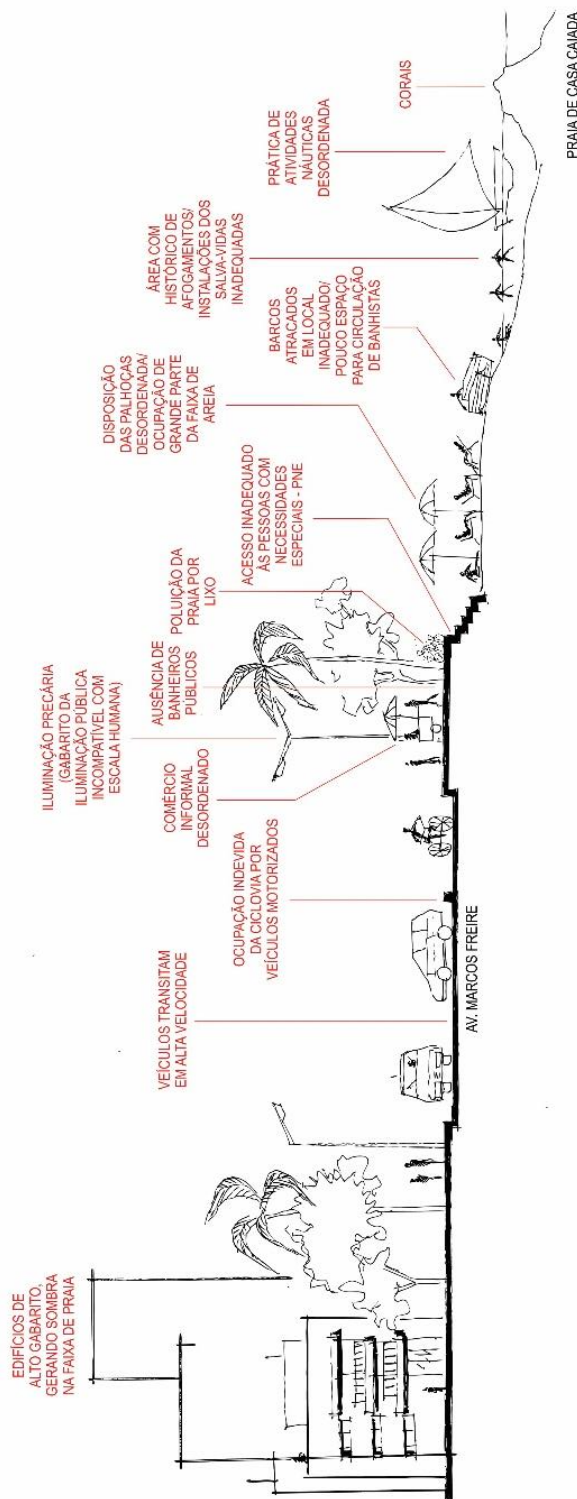 EDIFÍCIOS DE
ALTO GABARITO,
GERANDO SOMBRA
NA FAIXA DE PRAIA
VEÍCULOS TRANSITAM
EM ALTA VELOCIDADE
OCUPAÇÃO INDEVIDA
DA CICLOVIA POR
VEÍCULOS MOTORIZADOS
ILUMINAÇÃO PRECÁRIA
(GABARITO DA
ILUMINAÇÃO PÚBLICA
INCOMPATÍVEL COM
ESCALA HUMANA)
COMÉRCIO
INFORMAL
DESORDENADO
AUSÊNCIA DE
BANHEIROS
PÚBLICOS
POLUIÇÃO DA
PRAIA POR
LIXO
ACESSO INADEQUADO
ÀS PESSOAS COM
NECESSIDADES
ESPECIAIS - PNE
DISPOSIÇÃO
DAS PALHOÇAS
DESORDENADA/
OCUPAÇÃO DE
GRANDE PARTE
DA FAIXA DE
AREIA
BARCOS
ATRACADOS
EM LOCAL
INADEQUADO/
POUCO ESPAÇO
PARA CIRCULAÇÃO
DE BANHISTAS
ÁREA COM
HISTÓRICO DE
AFOGAMENTOS/
INSTALAÇÕES DOS
SALVA-VIDAS
INADEQUADAS
PRÁTICA DE
ATIVIDADES
NÁUTICAS
DESORDENADA
CORAIS
AV. MARCOS FREIRE
PRAIA DE CASA CAIADA